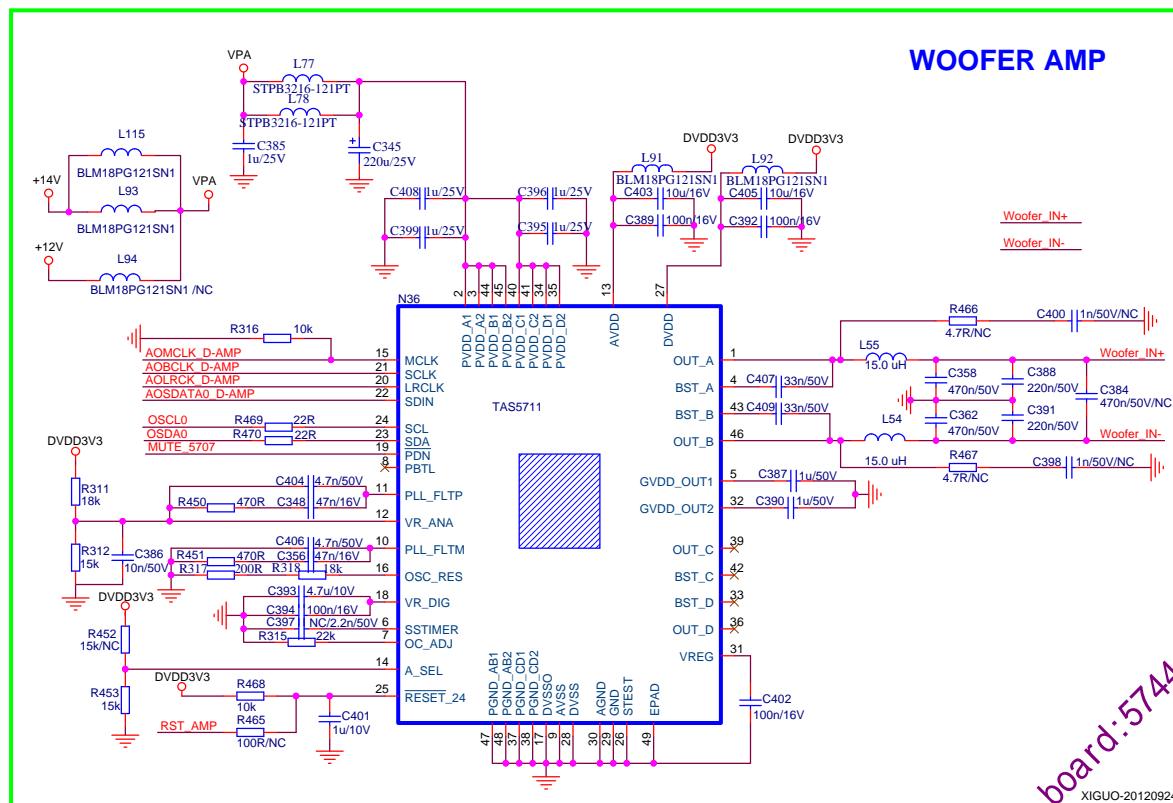 WOOFER AMP
VPA
L77
STPB3216-121PT
L78
STPB3216-121PT
C385
1u/25V
+
C345
220u/25V
L115
BLM18PG121SN1
+14V
L93
VPA
BLM18PG121SN1
+12V
L94
BLM18PG121SN1 /NC
C408 1u/25V
C399 1u/25V
C396 1u/25V
C395 1u/25V
DVDD3V3
L91
BLM18PG121SN1
C403 10u/16V
C389 100n/16V
DVDD3V3
L92
BLM18PG121SN1
C405 10u/16V
C392 100n/16V
Woofer_IN+
Woofer_IN-
N36
2 3 44 45 40 41 34 35 13 27
PVDD_A1
PVDD_A2
PVDD_B1
PVDD_B2
PVDD_C1
PVDD_C2
PVDD_D1
PVDD_D2
AVDD
DVDD
TAS5711
R316 10k
AOMCLK_D-AMP 15 MCLK
AOBCLK_D-AMP 21 SCLK
AOLRCK_D-AMP 20 LRCLK
AOSDATA0_D-AMP 22 SDIN
OSCL0 R469 22R 24 SCL
OSDA0 R470 22R 23 SDA
MUTE_5707 19 PDN
8 PBTL
DVDD3V3
R311
18k
R312
15k
C386
10n/50V
C404 4.7n/50V
R450 470R C348 47n/16V
11 PLL_FLTP
12 VR_ANA
C406 4.7n/50V
R451 470R C356 47n/16V
10 PLL_FLTM
R317 200R R318 18k 16 OSC_RES
C393 4.7u/10V
C394 100n/16V
18 VR_DIG
C397 NC/2.2n/50V 6 SSTIMER
R315 22k 7 OC_ADJ
DVDD3V3
R452
15k/NC
R453
15k
14 A_SEL
DVDD3V3
R468
10k
25 RESET_24
RST_AMP
R465
100R/NC
C401
1u/10V
PGND_AB1
PGND_AB2
PGND_CD1
PGND_CD2
DVSSO
AVSS
DVSS
AGND
GND
STEST
EPAD
47 48 37 38 17 9 28 30 29 26 49
OUT_A 1
BST_A 4
BST_B 43
OUT_B 46
GVDD_OUT1 5
GVDD_OUT2 32
OUT_C 39
BST_C 42
BST_D 33
OUT_D 36
VREG 31
R466
4.7R/NC
C400 1n/50V/NC
L55
15.0 uH
C407 33n/50V
C409 33n/50V
C358
470n/50V
C362
470n/50V
C388
220n/50V
C391
220n/50V
C384
470n/50V/NC
Woofer_IN+
Woofer_IN-
L54
15.0 uH
R467
4.7R/NC
C398 1n/50V/NC
C387 1u/50V
C390 1u/50V
C402
100n/16V
board:5744
XIGUO-20120924